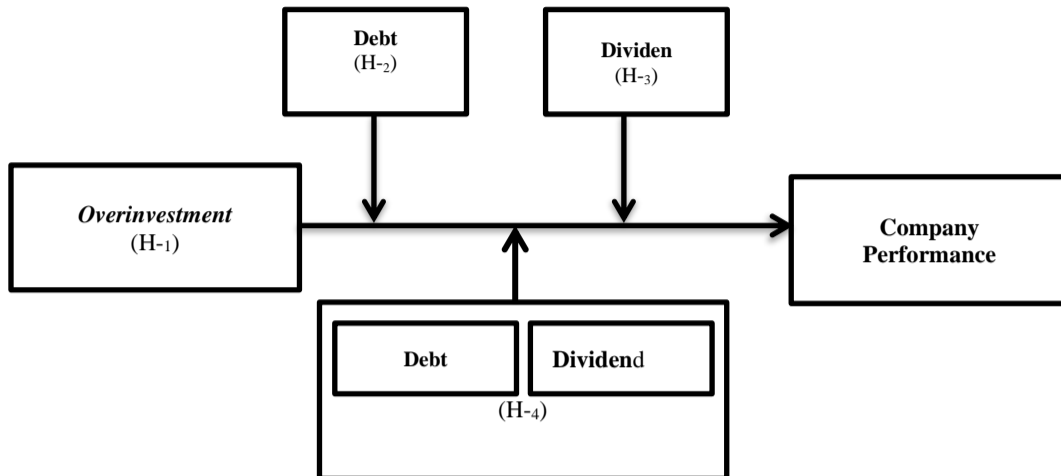 Debt
(H-2)
Dividen
(H-3)
Overinvestment
(H-1)
Company
Performance
Debt
Dividend
(H-4)